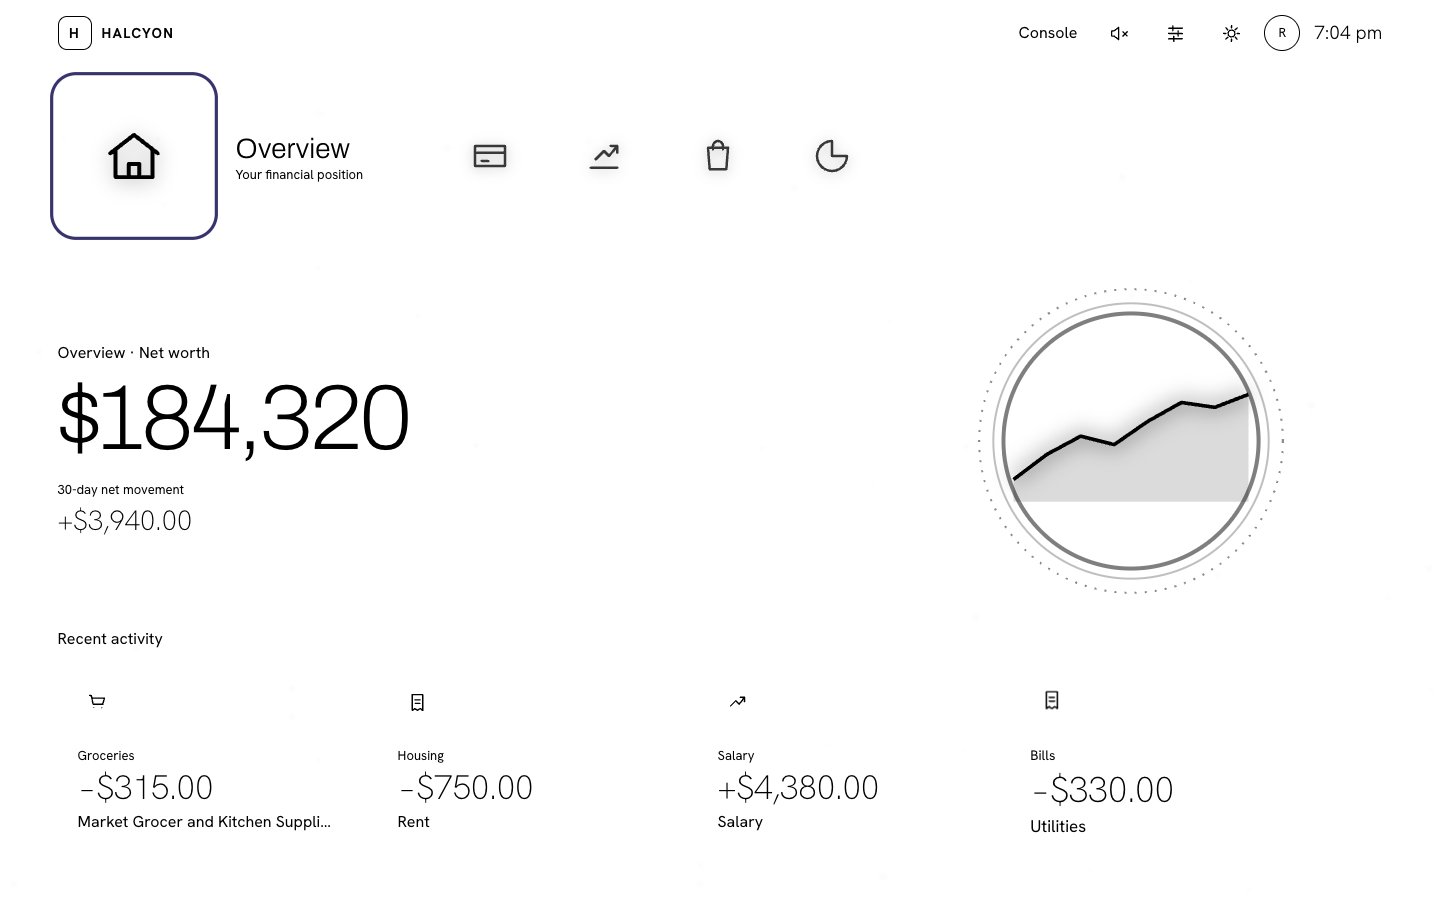 H HALCYON
Console
R
7:04 pm
Overview
Your financial position
Overview · Net worth
$184,320
30-day net movement
+$3,940.00
Recent activity
Groceries
−$315.00
Market Grocer and Kitchen Suppli…
Housing
−$750.00
Rent
Salary
+$4,380.00
Salary
Bills
−$330.00
Utilities